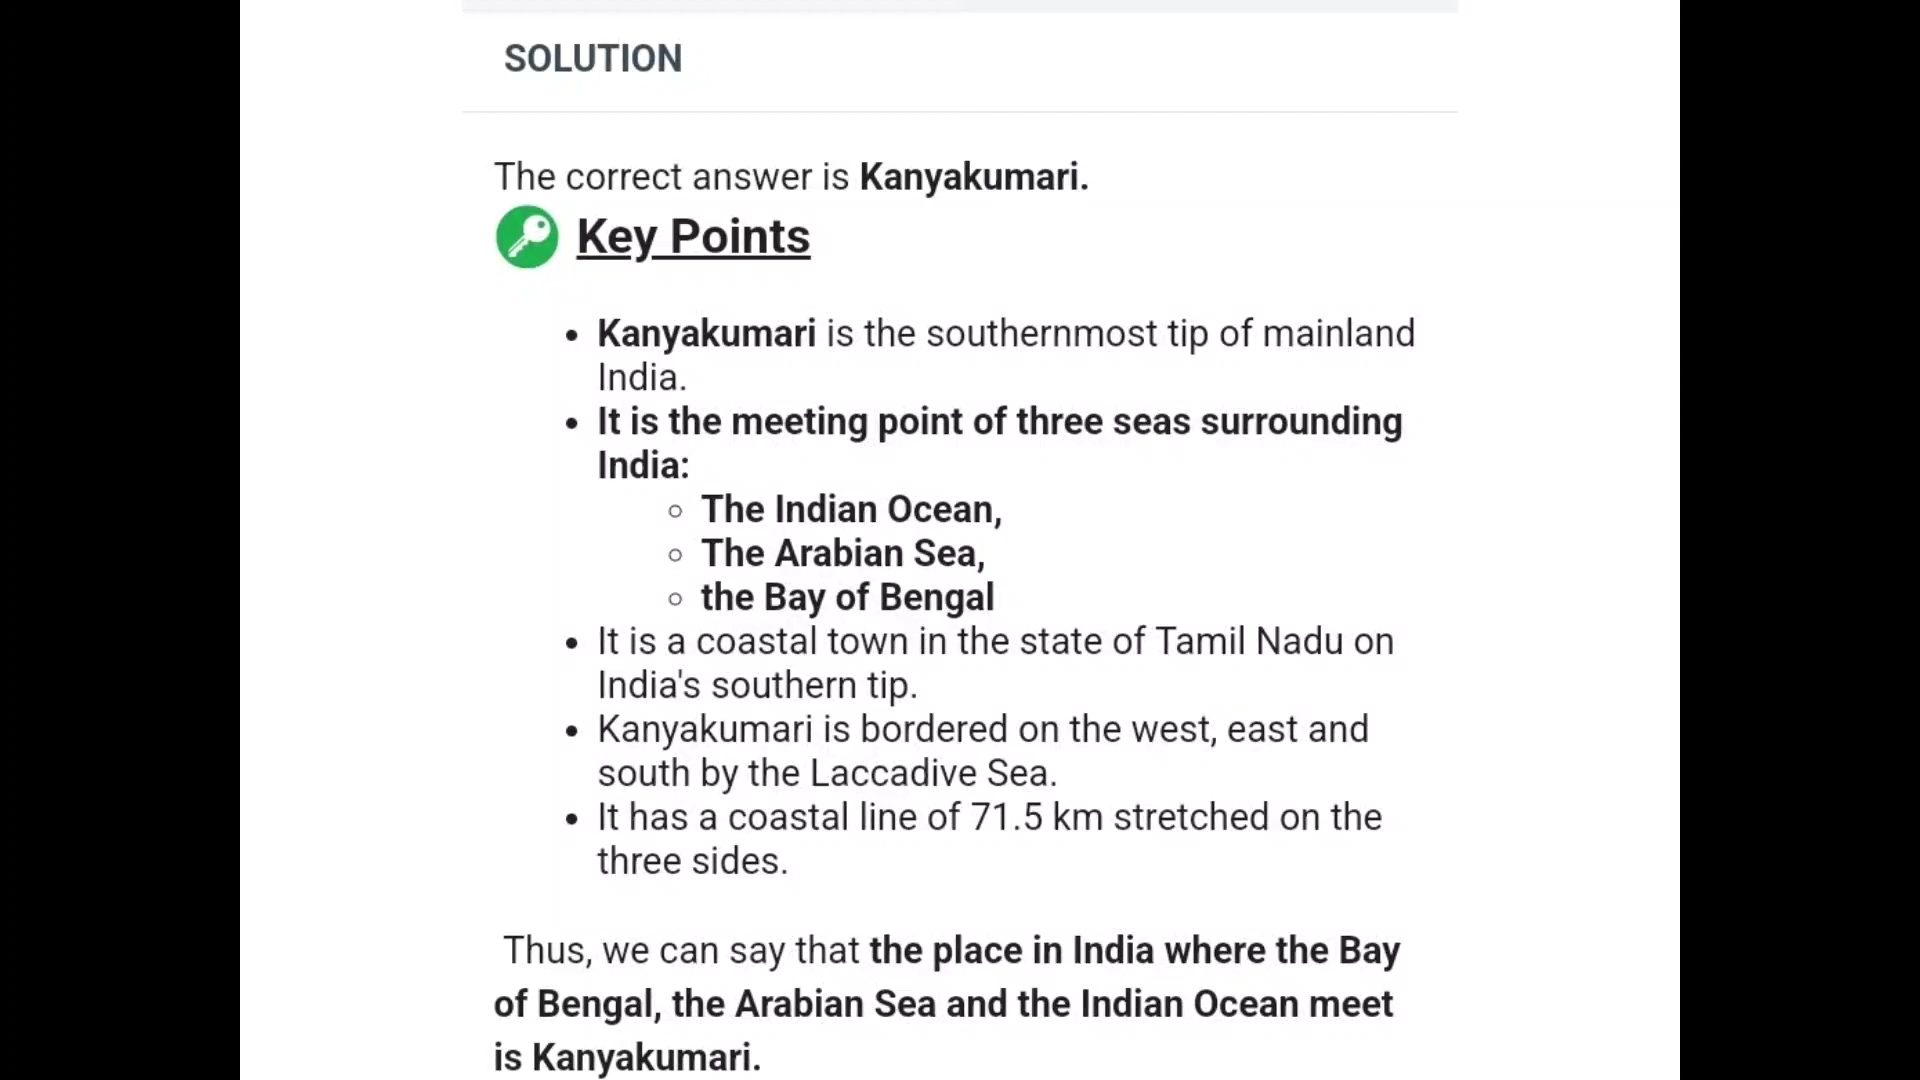 SOLUTION
The correct answer is Kanyakumari.
Key Points
• Kanyakumari is the southernmost tip of mainland
India.
• It is the meeting point of three seas surrounding
India:
◦ The Indian Ocean,
◦ The Arabian Sea,
◦ the Bay of Bengal
• It is a coastal town in the state of Tamil Nadu on
India's southern tip.
• Kanyakumari is bordered on the west, east and
south by the Laccadive Sea.
• It has a coastal line of 71.5 km stretched on the
three sides.
Thus, we can say that the place in India where the Bay
of Bengal, the Arabian Sea and the Indian Ocean meet
is Kanyakumari.